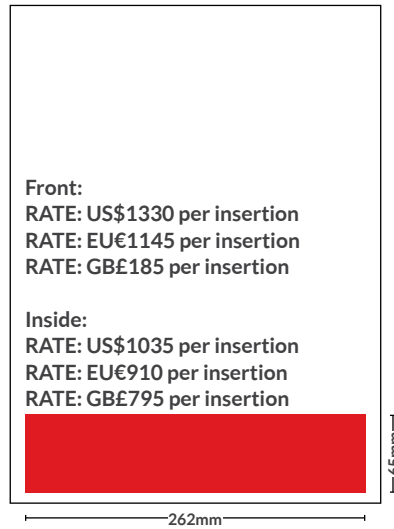 Front:
RATE: US$1330 per insertion
RATE: EU€1145 per insertion
RATE: GB£185 per insertion
Inside:
RATE: US$1035 per insertion
RATE: EU€910 per insertion
RATE: GB£795 per insertion
65mm
262mm